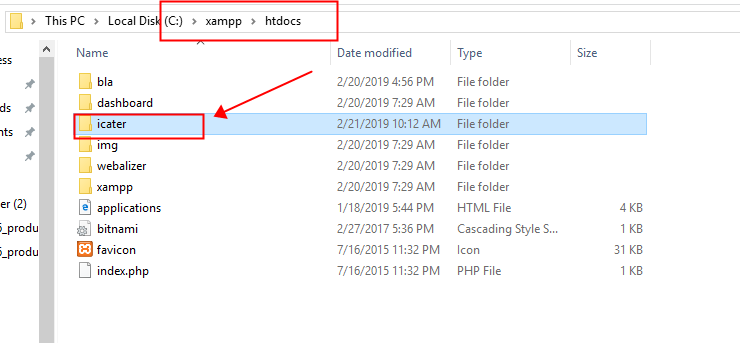 This PC > Local Disk (C:) > xampp > htdocs
Name Date modified Type Size
ess
bla 2/20/2019 4:56 PM File folder
ds dashboard 2/20/2019 7:29 AM File folder
nts icater 2/21/2019 10:12 AM File folder
img 2/20/2019 7:29 AM File folder
webalizer 2/20/2019 7:29 AM File folder
xampp 2/20/2019 7:29 AM File folder
er (2) applications 1/18/2019 5:44 PM HTML File 4 KB
5_produ bitnami 2/27/2017 5:36 PM Cascading Style S... 1 KB
5_produ favicon 7/16/2015 11:32 PM Icon 31 KB
index.php 7/16/2015 11:32 PM PHP File 1 KB